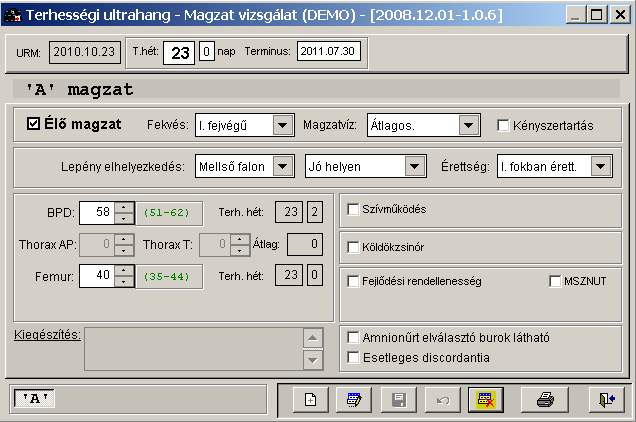 Terhességi ultrahang - Magzat vizsgálat (DEMO) - [2008.12.01-1.0.6]
URM: 2010.10.23 T.hét: 23 0 nap Terminus: 2011.07.30
'A' magzat
Élő magzat Fekvés: I. fejvégű Magzatvíz: Átlagos. Kényszertartás
Lepény elhelyezkedés: Mellső falon Jó helyen Érettség: I. fokban érett.
BPD: 58 (51-62) Terh. hét: 23 2
Thorax AP: 0 Thorax T: 0 Átlag: 0
Femur: 40 (35-44) Terh. hét: 23 0
Szívműködés
Köldökzsinór
Fejlődési rendellenesség MSZNUT
Kiegészítés:
Amnionűrt elválasztó burok látható
Esetleges discordantia
'A'